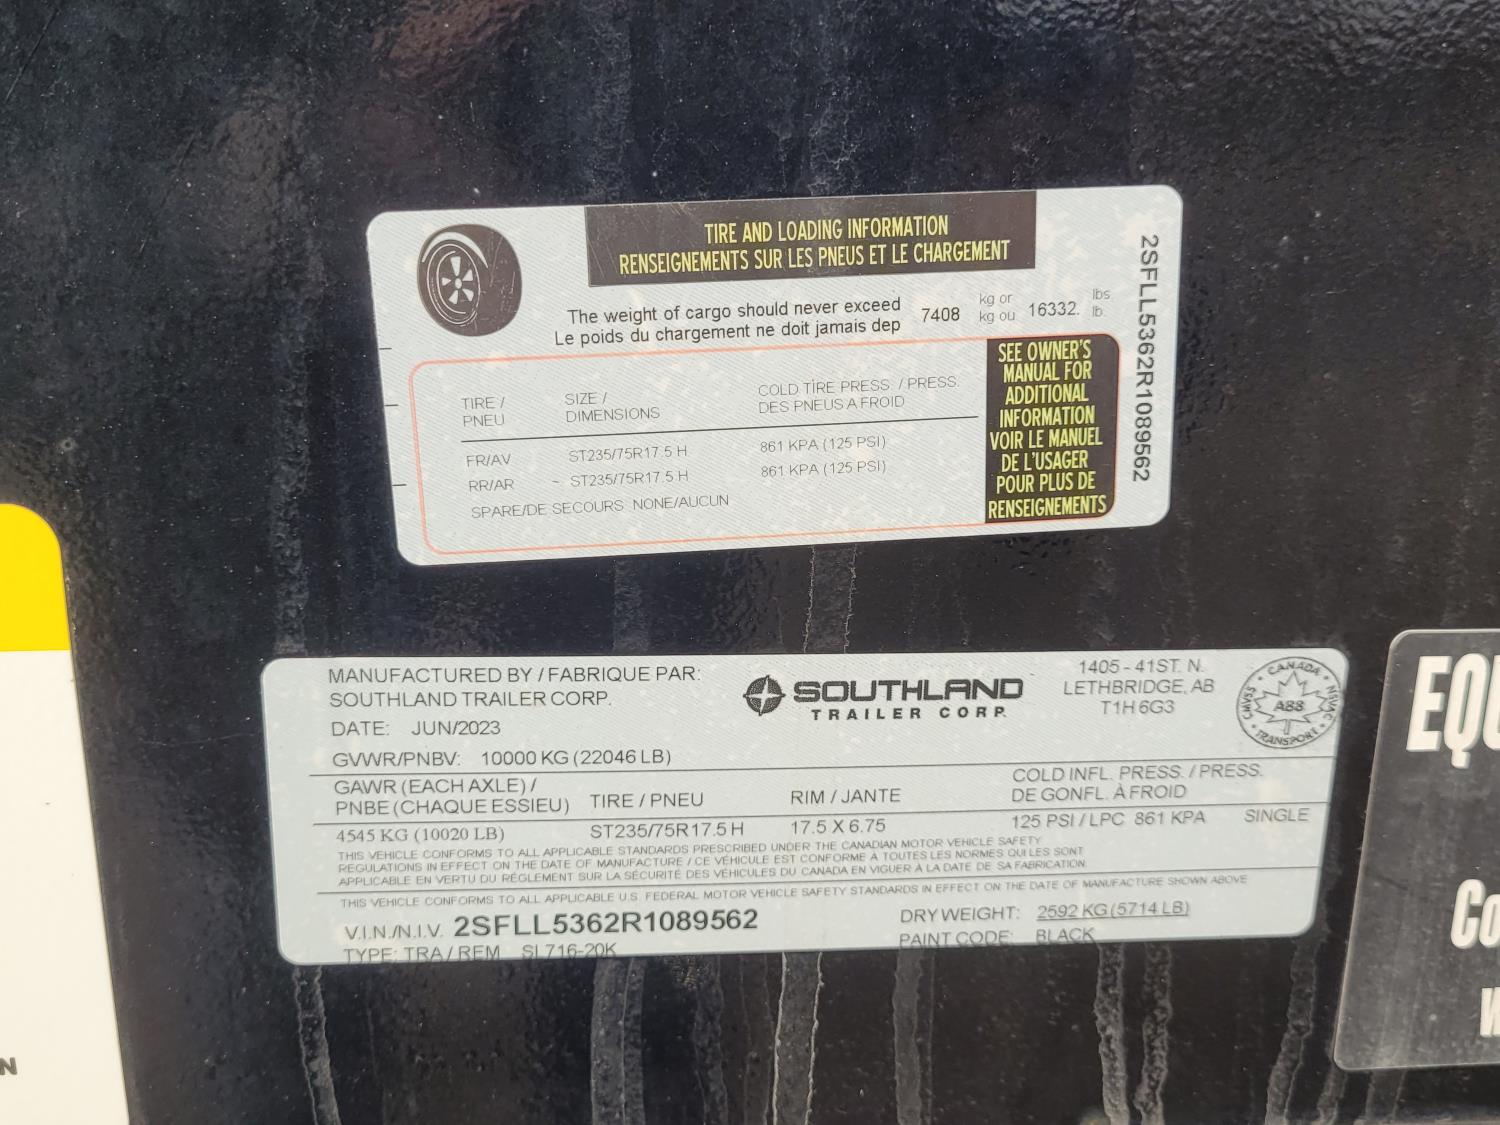 TIRE AND LOADING INFORMATION
RENSEIGNEMENTS SUR LES PNEUS ET LE CHARGEMENT
The weight of cargo should never exceed 7408 kg or 16332. lbs.
Le poids du chargement ne doit jamais dep kg ou lb.
TIRE / SIZE / COLD TIRE PRESS. / PRESS.
PNEU DIMENSIONS DES PNEUS A FROID
FR/AV ST235/75R17.5 H 861 KPA (125 PSI)
RR/AR ~ ST235/75R17.5 H 861 KPA (125 PSI)
SPARE/DE SECOURS NONE/AUCUN
SEE OWNER'S
MANUAL FOR
ADDITIONAL
INFORMATION
VOIR LE MANUEL
DE L'USAGER
POUR PLUS DE
RENSEIGNEMENTS
2SFLL5362R1089562
MANUFACTURED BY / FABRIQUE PAR:
SOUTHLAND TRAILER CORP.
DATE: JUN/2023
GVWR/PNBV: 10000 KG (22046 LB)
SOUTHLAND
TRAILER CORP.
1405 - 41ST. N.
LETHBRIDGE, AB
T1H 6G3
CANADA
CMVSS NSVAC
A88
TRANSPORT
GAWR (EACH AXLE) / TIRE / PNEU RIM / JANTE COLD INFL. PRESS. / PRESS.
PNBE (CHAQUE ESSIEU) DE GONFL. À FROID
4545 KG (10020 LB) ST235/75R17.5 H 17.5 X 6.75 125 PSI / LPC 861 KPA SINGLE
THIS VEHICLE CONFORMS TO ALL APPLICABLE STANDARDS PRESCRIBED UNDER THE CANADIAN MOTOR VEHICLE SAFETY
REGULATIONS IN EFFECT ON THE DATE OF MANUFACTURE / CE VÉHICULE EST CONFORME À TOUTES LES NORMES QUI LES SONT
APPLICABLE EN VERTU DU RÉGLEMENT SUR LA SÉCURITÉ DES VÉHICULES DU CANADA EN VIGUER À LA DATE DE SA FABRICATION.
THIS VEHICLE CONFORMS TO ALL APPLICABLE U.S. FEDERAL MOTOR VEHICLE SAFETY STANDARDS IN EFFECT ON THE DATE OF MANUFACTURE SHOWN ABOVE
V.I.N./N.I.V. 2SFLL5362R1089562 DRY WEIGHT: 2592 KG (5714 LB)
TYPE: TRA / REM SL716-20K PAINT CODE: BLACK
EQU
Co
W
N